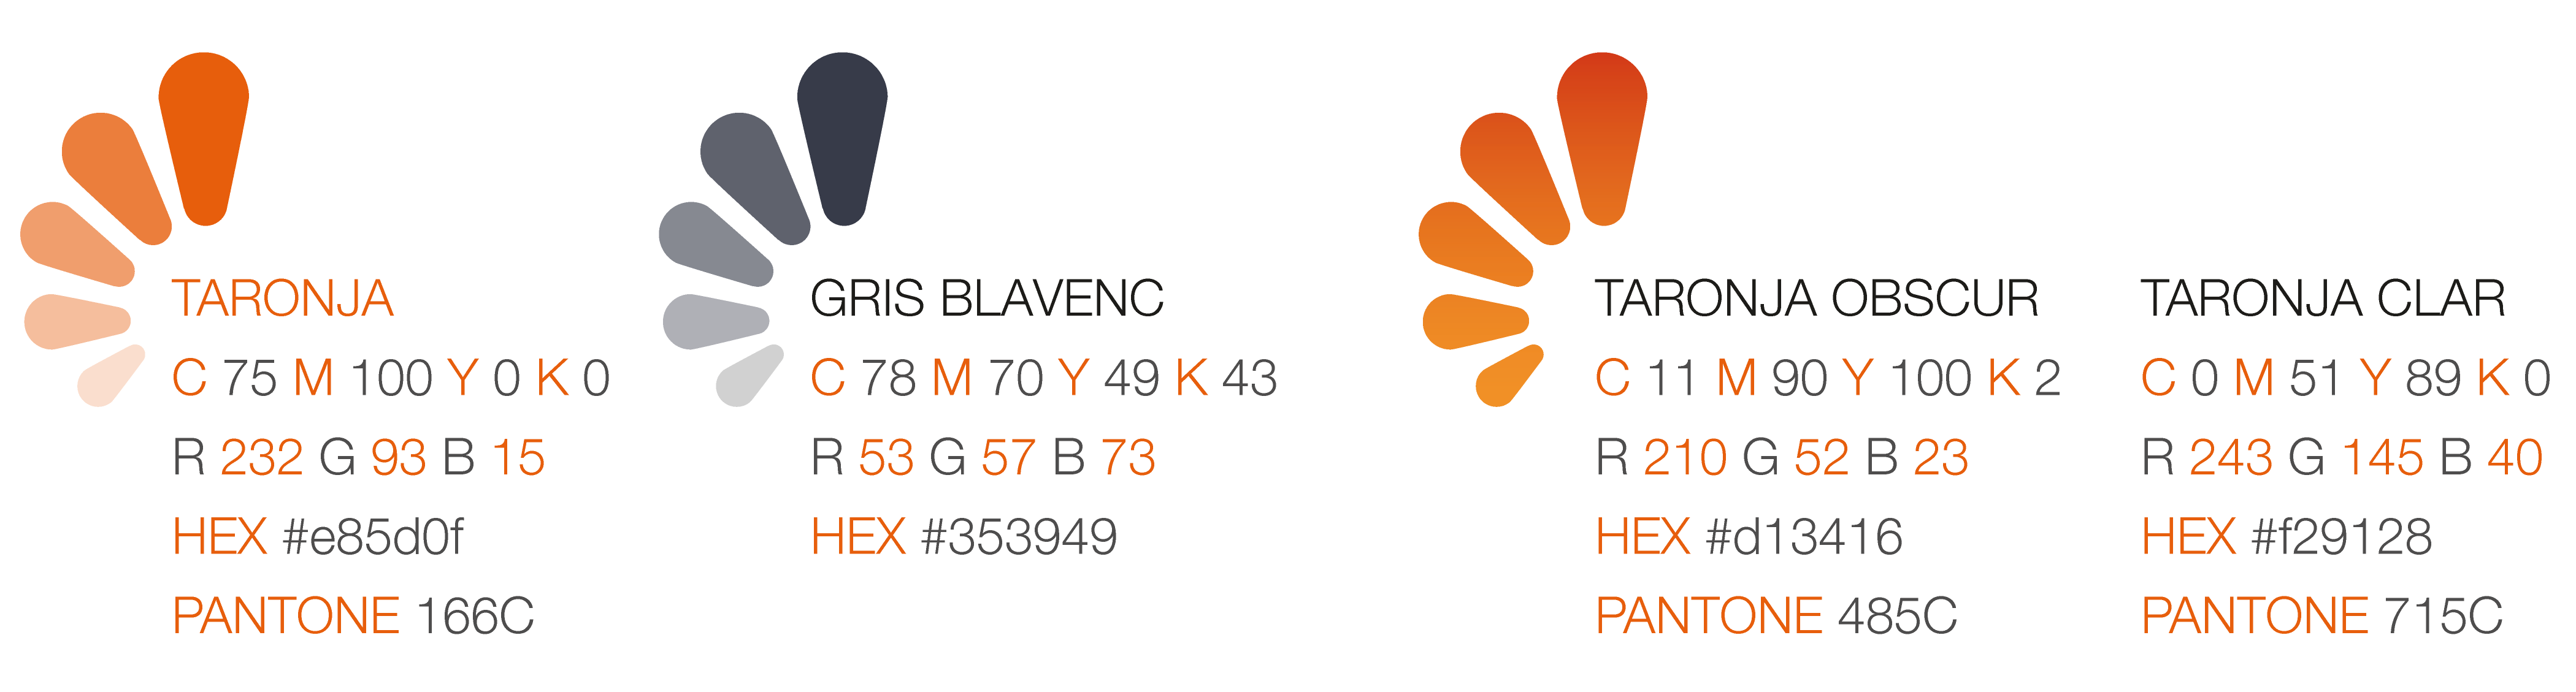 TARONJA
C 75 M 100 Y 0 K 0
R 232 G 93 B 15
HEX #e85d0f
PANTONE 166C
GRIS BLAVENC
C 78 M 70 Y 49 K 43
R 53 G 57 B 73
HEX #353949
TARONJA OBSCUR
C 11 M 90 Y 100 K 2
R 210 G 52 B 23
HEX #d13416
PANTONE 485C
TARONJA CLAR
C 0 M 51 Y 89 K 0
R 243 G 145 B 40
HEX #f29128
PANTONE 715C